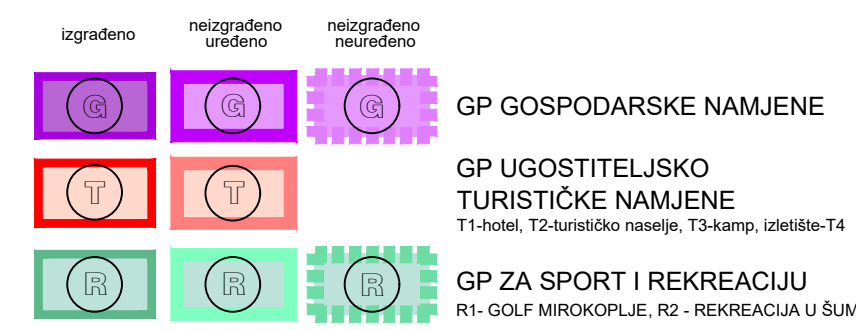 izgrađeno
neizgrađeno
uređeno
neizgrađeno
neuređeno
G G G GP GOSPODARSKE NAMJENE
T T GP UGOSTITELJSKO
TURISTIČKE NAMJENE
T1-hotel, T2-turističko naselje, T3-kamp, izletište-T4
R R R GP ZA SPORT I REKREACIJU
R1- GOLF MIROKOPLJE, R2 - REKREACIJA U ŠUM